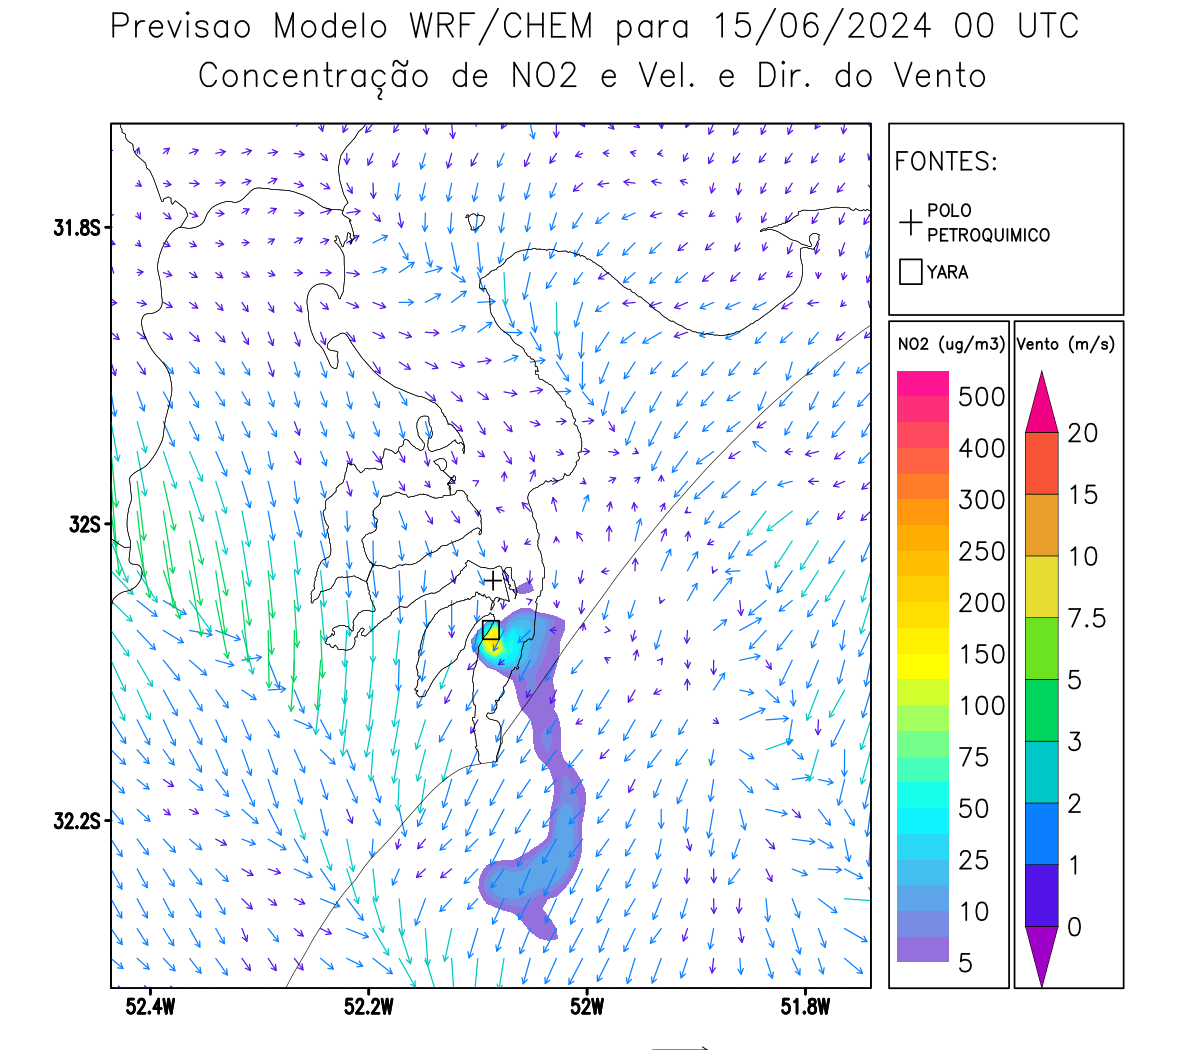 Previsao Modelo WRF/CHEM para 15/06/2024 00 UTC
Concentração de NO2 e Vel. e Dir. do Vento
FONTES:
POLO
PETROQUIMICO
YARA
NO2 (ug/m3)
500
400
300
250
200
150
100
75
50
25
10
5
Vento (m/s)
20
15
10
7.5
5
3
2
1
0
31.8S
32S
32.2S
52.4W
52.2W
52W
51.8W